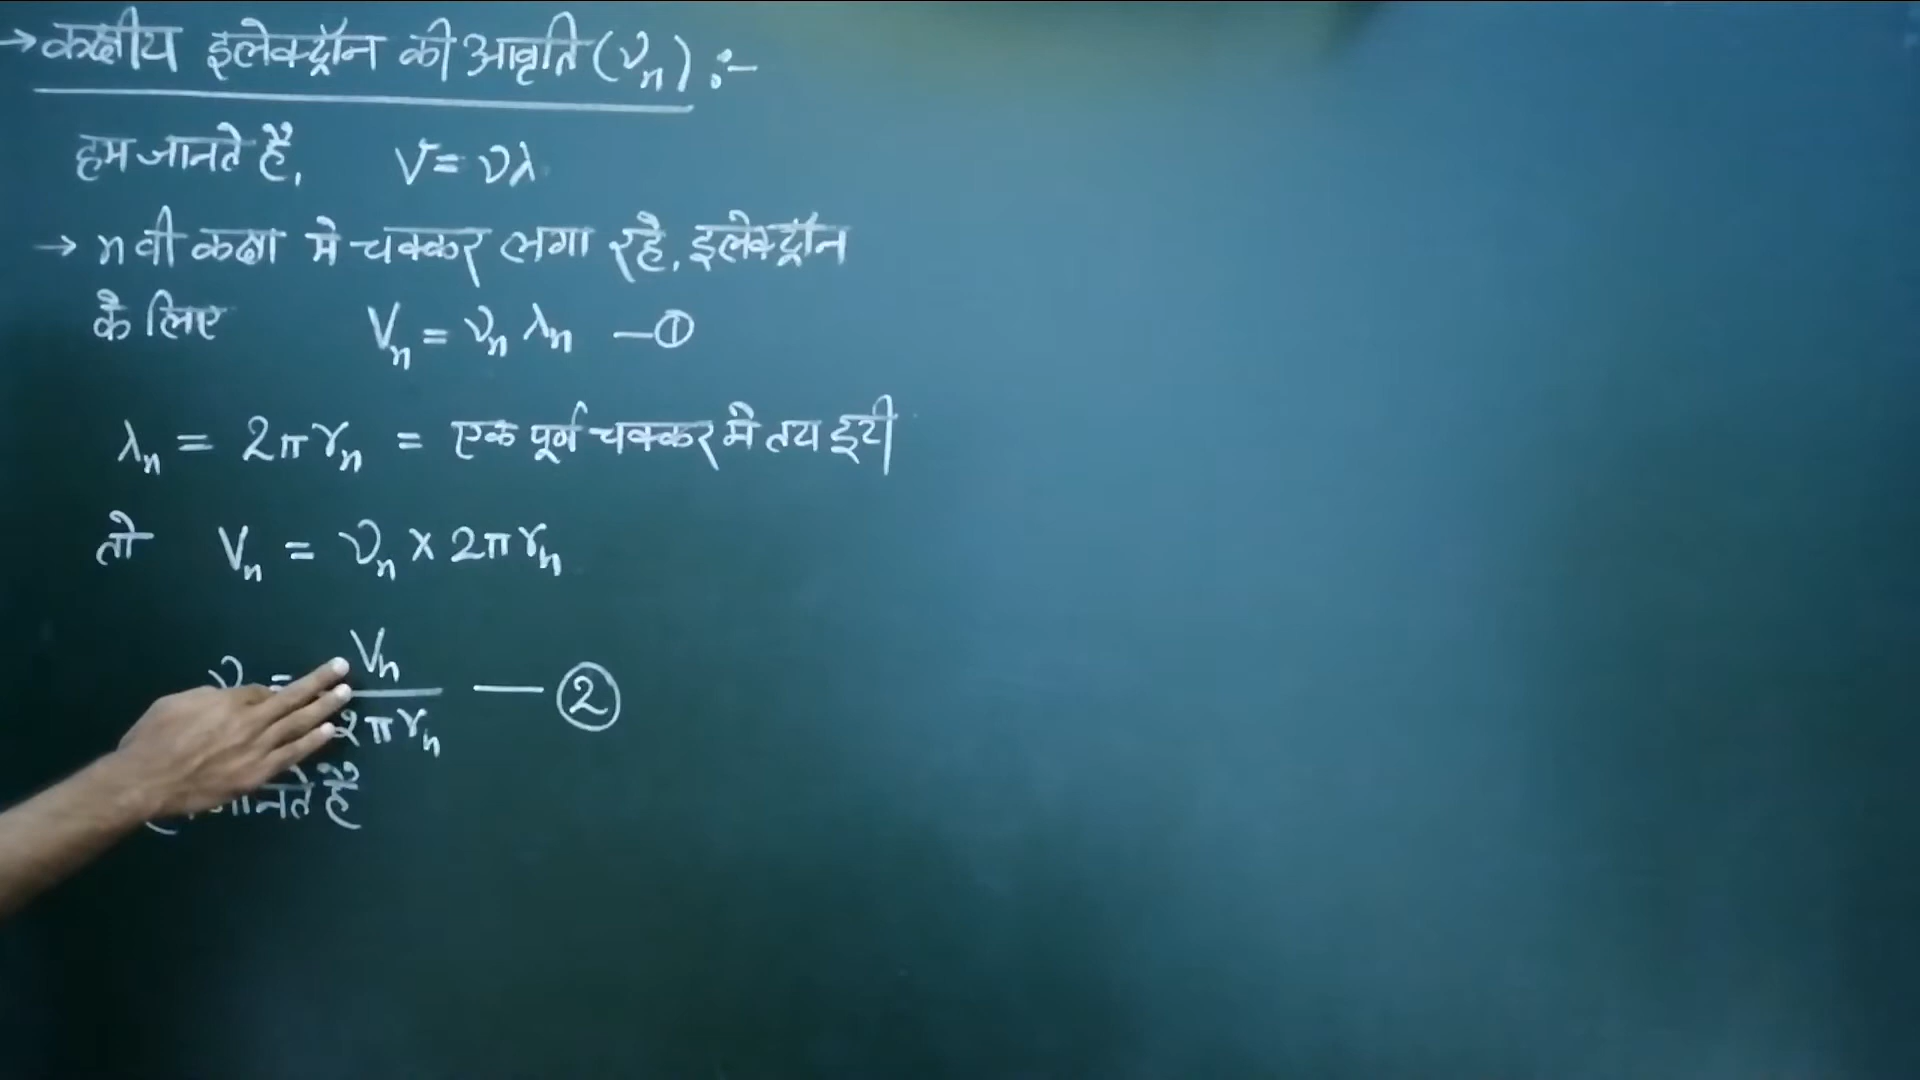 → कक्षीय इलेक्ट्रॉन की आवृति (νₙ) :-
हम जानते हैं, V = νλ
→ n वी कक्षा मे चक्कर लगा रहे, इलेक्ट्रॉन
के लिए Vₙ = νₙ λₙ —①
λₙ = 2πrₙ = एक पूर्ण चक्कर मे तय दूरी
तो Vₙ = νₙ × 2πrₙ
ν = Vₙ / 2πrₙ — ②
जानते हैं